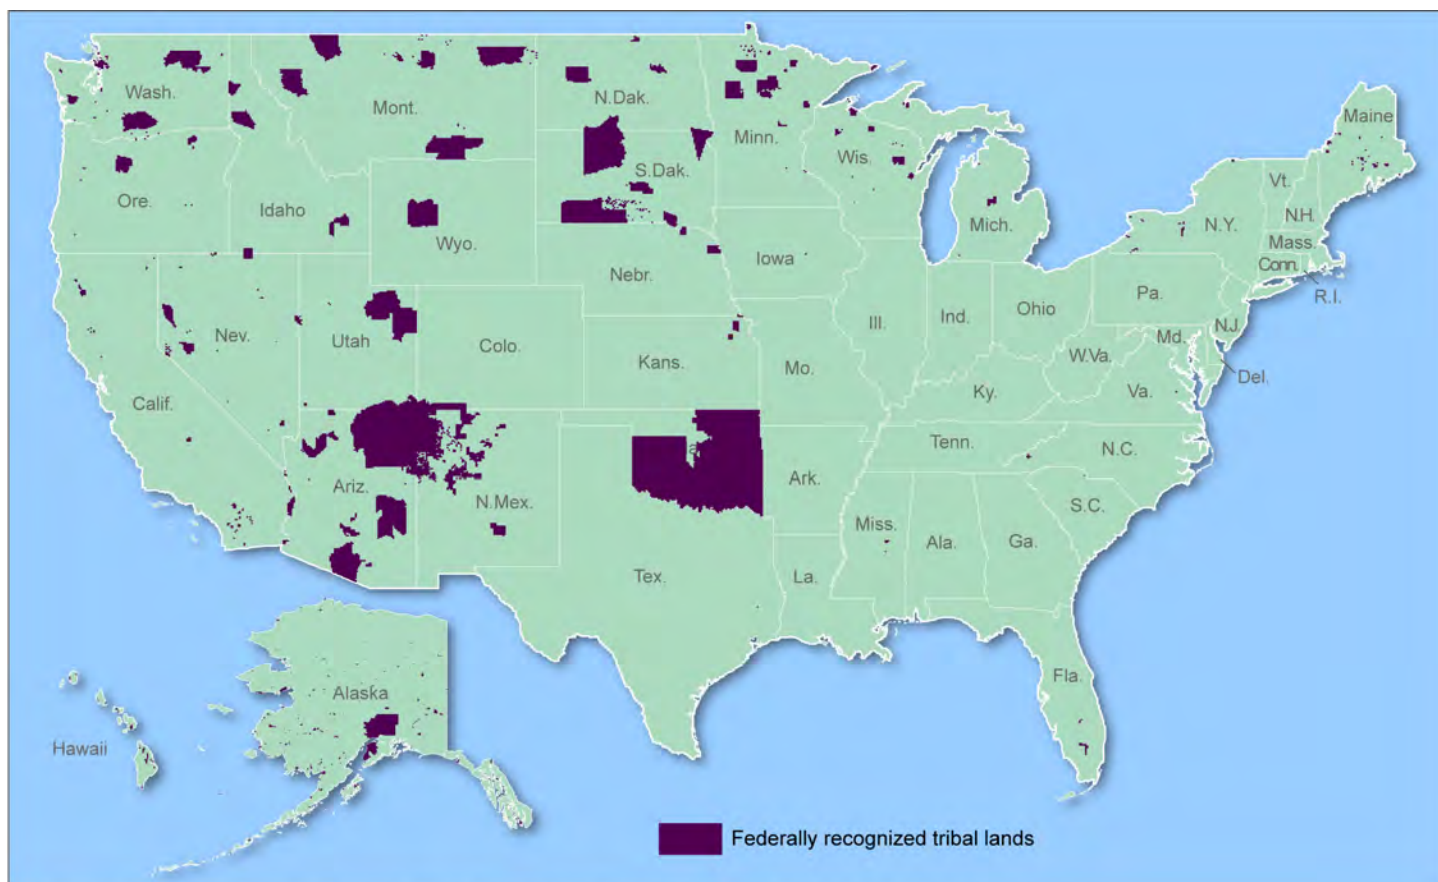 Wash.
Mont.
N.Dak.
Minn.
Maine
Ore.
Idaho
S.Dak.
Wis.
Vt.
Wyo.
Mich.
N.Y.
N.H.
Mass.
Nebr.
Iowa
Conn.
R.I.
Nev.
Utah
Colo.
Ill.
Ind.
Ohio
Pa.
N.J.
Md.
Kans.
Mo.
W.Va.
Del.
Calif.
Ky.
Va.
Tenn.
N.C.
Ariz.
N.Mex.
Ark.
S.C.
Miss.
Ala.
Ga.
Tex.
La.
Fla.
Alaska
Hawaii
Federally recognized tribal lands